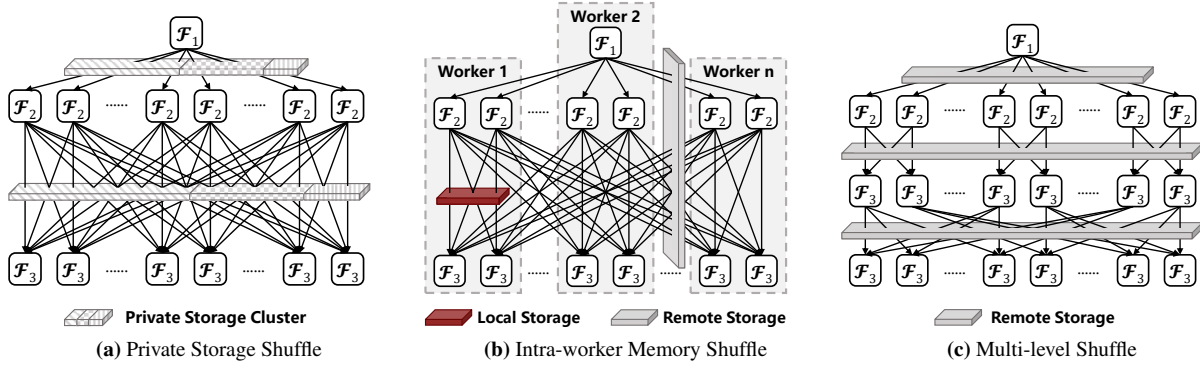 F₁
F₂ F₂ ...... F₂ F₂ ...... F₂ F₂
F₃ F₃ ...... F₃ F₃ ...... F₃ F₃
Private Storage Cluster
(a) Private Storage Shuffle
Worker 2
F₁
Worker 1
Worker n
F₂ F₂ ...... F₂ F₂ F₂ F₂
F₃ F₃ ...... F₃ F₃ ...... F₃ F₃
Local Storage
Remote Storage
(b) Intra-worker Memory Shuffle
F₁
F₂ F₂ ...... F₂ F₂ ...... F₂ F₂
F₃ F₃ ...... F₃ F₃ ...... F₃ F₃
F₃ F₃ ...... F₃ F₃ ...... F₃ F₃
Remote Storage
(c) Multi-level Shuffle